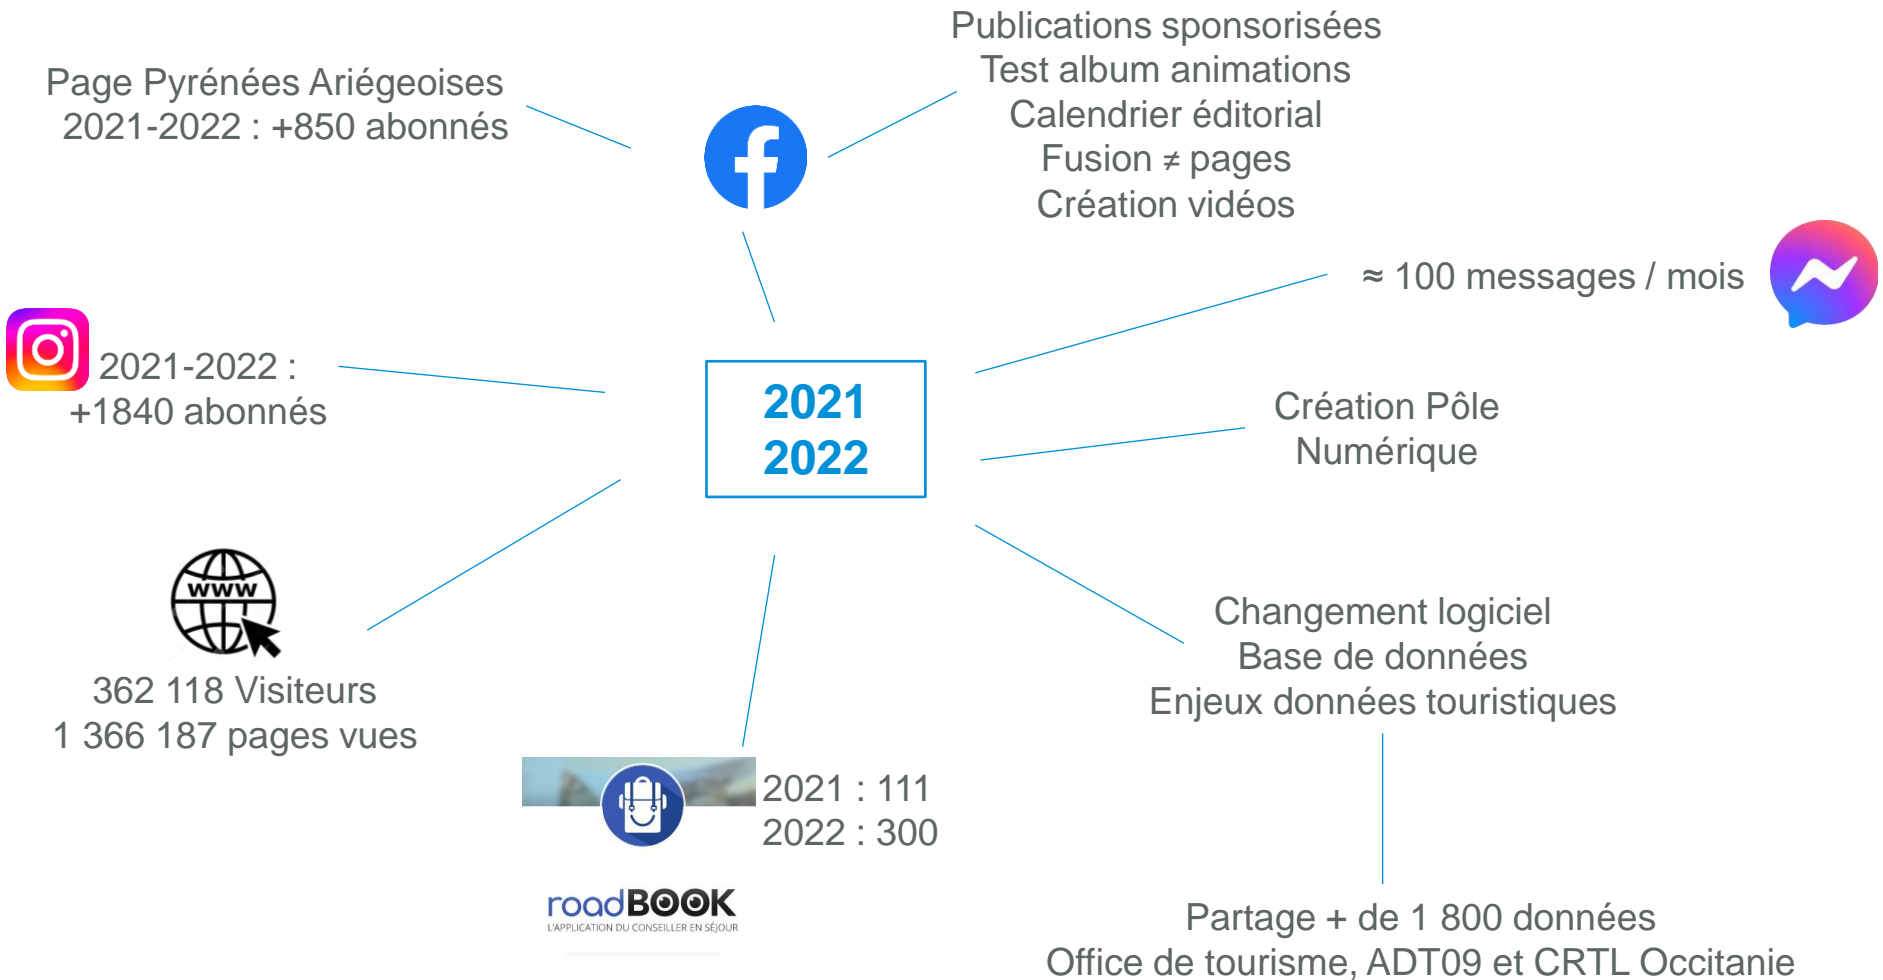 Publications sponsorisées
Test album animations
Calendrier éditorial
Fusion ≠ pages
Création vidéos
Page Pyrénées Ariégeoises
2021-2022 : +850 abonnés
≈ 100 messages / mois
2021-2022 :
+1840 abonnés
2021
2022
Création Pôle
Numérique
www
362 118 Visiteurs
1 366 187 pages vues
Changement logiciel
Base de données
Enjeux données touristiques
2021 : 111
2022 : 300
roadBOOK
L'APPLICATION DU CONSEILLER EN SÉJOUR
Partage + de 1 800 données
Office de tourisme, ADT09 et CRTL Occitanie